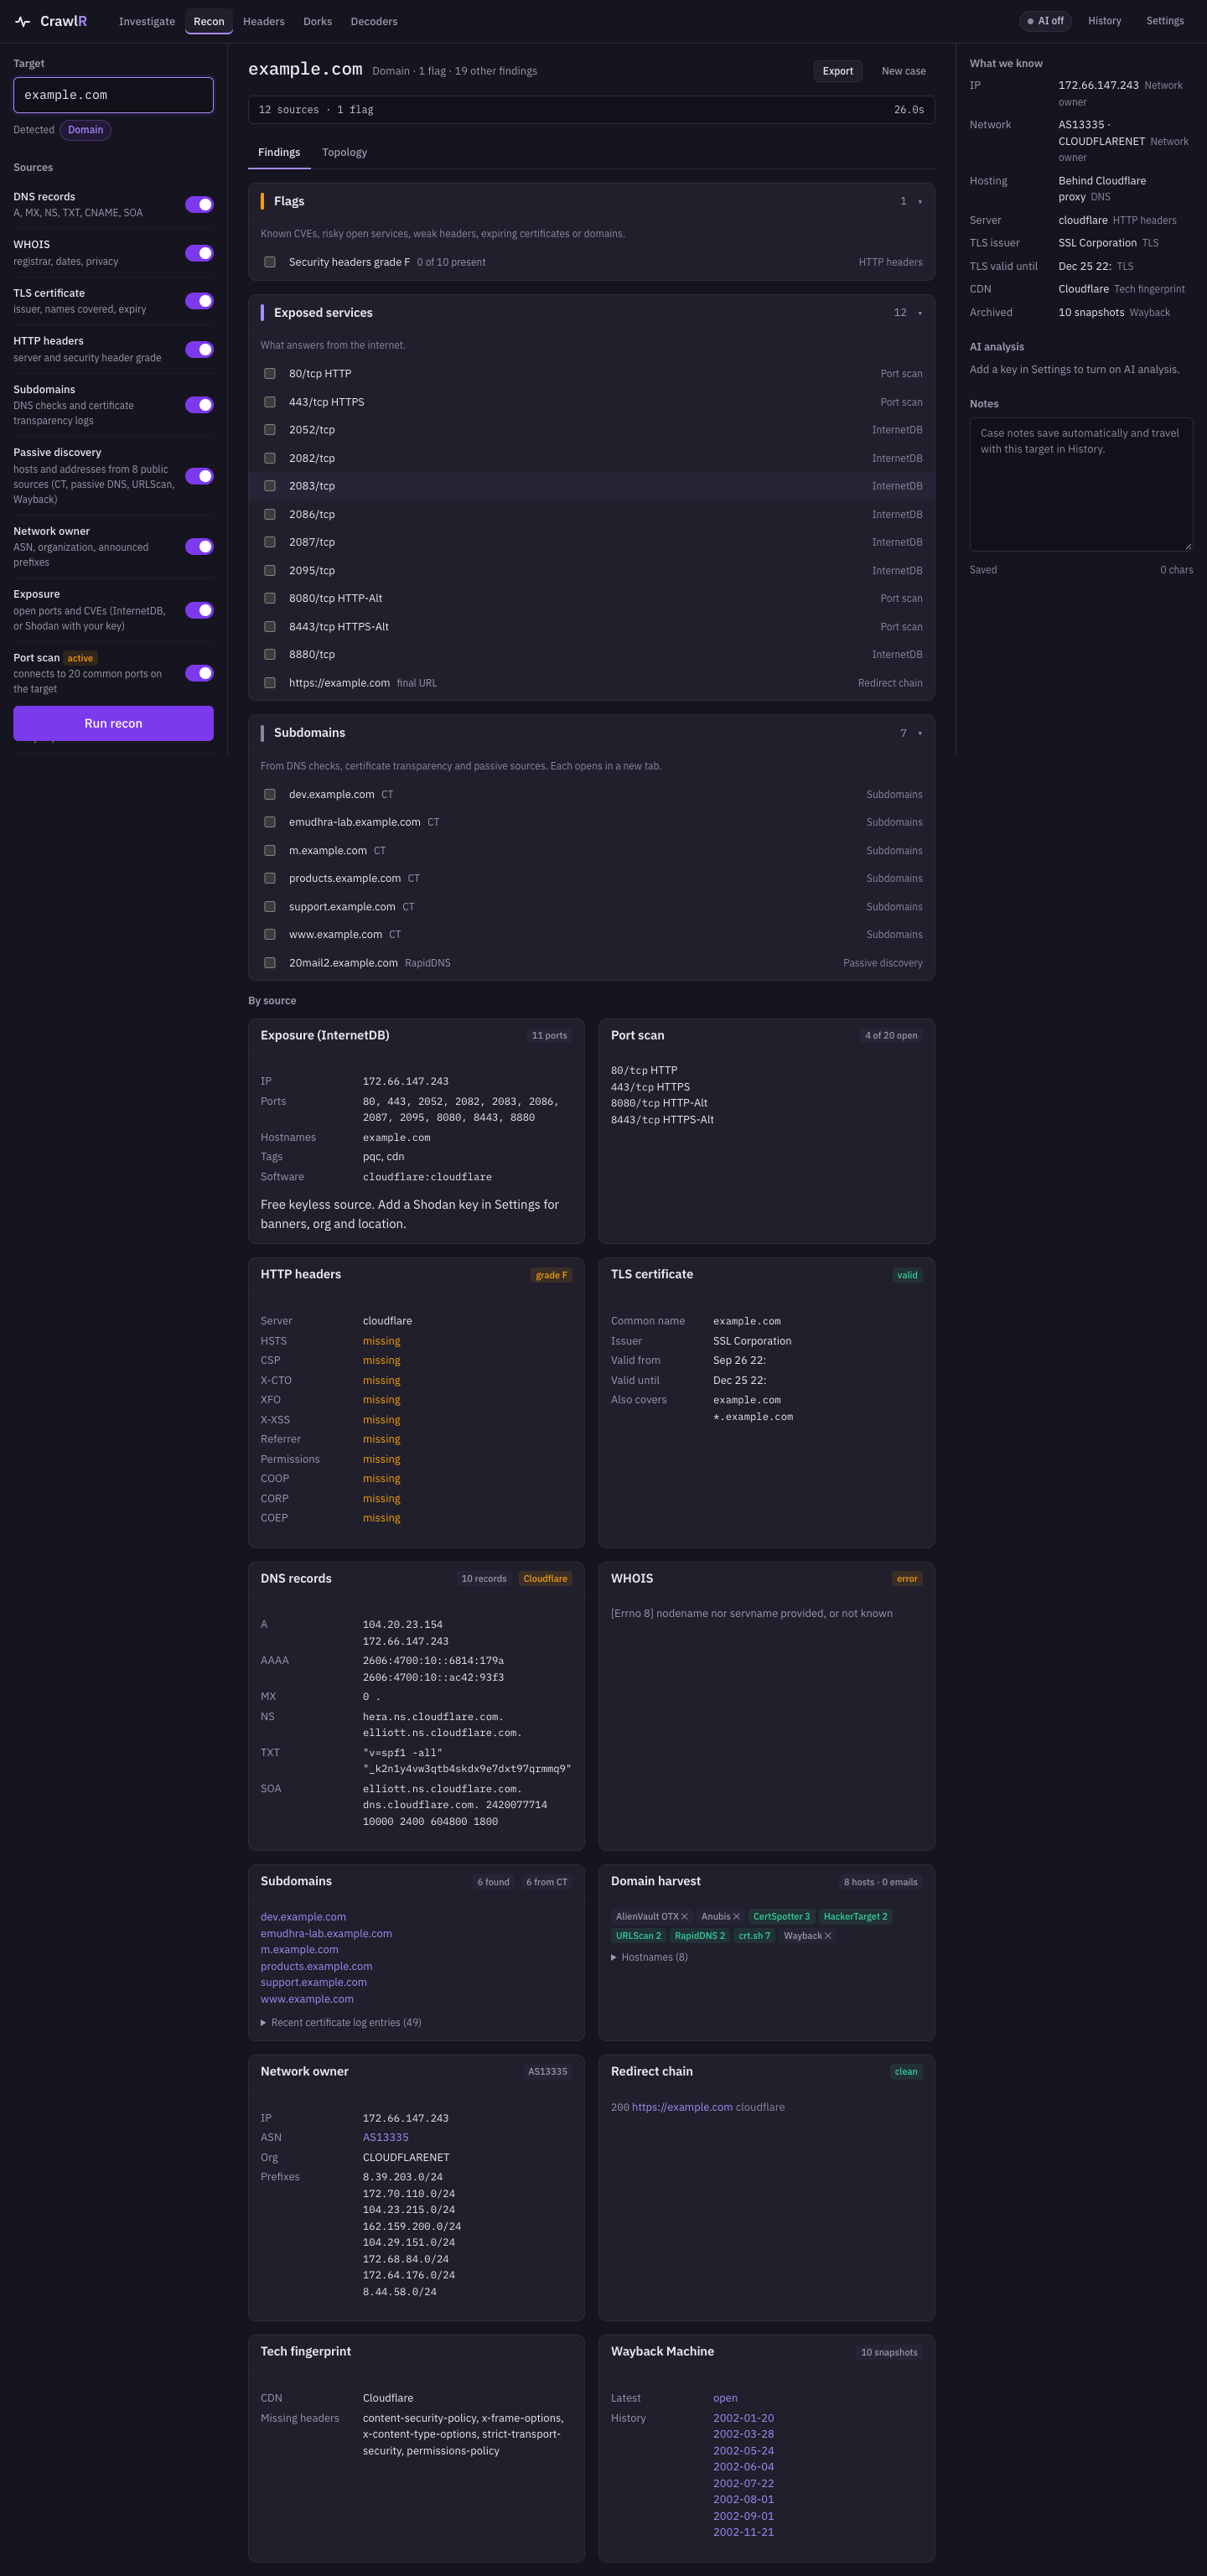 CrawlR
Investigate Recon Headers Dorks Decoders
AI off History Settings
Target
example.com
Detected Domain
Sources
DNS records
A, MX, NS, TXT, CNAME, SOA
WHOIS
registrar, dates, privacy
TLS certificate
issuer, names covered, expiry
HTTP headers
server and security header grade
Subdomains
DNS checks and certificate
transparency logs
Passive discovery
hosts and addresses from 8 public
sources (CT, passive DNS, URLScan,
Wayback)
Network owner
ASN, organization, announced
prefixes
Exposure
open ports and CVEs (InternetDB,
or Shodan with your key)
Port scan active
connects to 20 common ports on
the target
Run recon
example.com Domain · 1 flag · 19 other findings
Export New case
12 sources · 1 flag 26.0s
Findings Topology
Flags 1
Known CVEs, risky open services, weak headers, expiring certificates or domains.
Security headers grade F 0 of 10 present HTTP headers
Exposed services 12
What answers from the internet.
80/tcp HTTP Port scan
443/tcp HTTPS Port scan
2052/tcp InternetDB
2082/tcp InternetDB
2083/tcp InternetDB
2086/tcp InternetDB
2087/tcp InternetDB
2095/tcp InternetDB
8080/tcp HTTP-Alt Port scan
8443/tcp HTTPS-Alt Port scan
8880/tcp InternetDB
https://example.com final URL Redirect chain
Subdomains 7
From DNS checks, certificate transparency and passive sources. Each opens in a new tab.
dev.example.com CT Subdomains
emudhra-lab.example.com CT Subdomains
m.example.com CT Subdomains
products.example.com CT Subdomains
support.example.com CT Subdomains
www.example.com CT Subdomains
20mail2.example.com RapidDNS Passive discovery
By source
Exposure (InternetDB) 11 ports
IP 172.66.147.243
Ports 80, 443, 2052, 2082, 2083, 2086,
2087, 2095, 8080, 8443, 8880
Hostnames example.com
Tags pqc, cdn
Software cloudflare:cloudflare
Free keyless source. Add a Shodan key in Settings for
banners, org and location.
Port scan 4 of 20 open
80/tcp HTTP
443/tcp HTTPS
8080/tcp HTTP-Alt
8443/tcp HTTPS-Alt
HTTP headers grade F
Server cloudflare
HSTS missing
CSP missing
X-CTO missing
XFO missing
X-XSS missing
Referrer missing
Permissions missing
COOP missing
CORP missing
COEP missing
TLS certificate valid
Common name example.com
Issuer SSL Corporation
Valid from Sep 26 22:
Valid until Dec 25 22:
Also covers example.com
*.example.com
DNS records 10 records Cloudflare
A 104.20.23.154
172.66.147.243
AAAA 2606:4700:10::6814:179a
2606:4700:10::ac42:93f3
MX 0 .
NS hera.ns.cloudflare.com.
elliott.ns.cloudflare.com.
TXT "v=spf1 -all"
"_k2n1y4vw3qtb4skdx9e7dxt97qrmmq9"
SOA elliott.ns.cloudflare.com.
dns.cloudflare.com. 2420077714
10000 2400 604800 1800
WHOIS error
[Errno 8] nodename nor servname provided, or not known
Subdomains 6 found 6 from CT
dev.example.com
emudhra-lab.example.com
m.example.com
products.example.com
support.example.com
www.example.com
Recent certificate log entries (49)
Domain harvest 8 hosts · 0 emails
AlienVault OTX ✕ Anubis ✕ CertSpotter 3 HackerTarget 2
URLScan 2 RapidDNS 2 crt.sh 7 Wayback ✕
Hostnames (8)
Network owner AS13335
IP 172.66.147.243
ASN AS13335
Org CLOUDFLARENET
Prefixes 8.39.203.0/24
172.70.110.0/24
104.23.215.0/24
162.159.200.0/24
104.29.151.0/24
172.68.84.0/24
172.64.176.0/24
8.44.58.0/24
Redirect chain clean
200 https://example.com cloudflare
Tech fingerprint
CDN Cloudflare
Missing headers content-security-policy, x-frame-options,
x-content-type-options, strict-transport-
security, permissions-policy
Wayback Machine 10 snapshots
Latest open
History 2002-01-20
2002-03-28
2002-05-24
2002-06-04
2002-07-22
2002-08-01
2002-09-01
2002-11-21
What we know
IP 172.66.147.243 Network
owner
Network AS13335 ·
CLOUDFLARENET Network
owner
Hosting Behind Cloudflare
proxy DNS
Server cloudflare HTTP headers
TLS issuer SSL Corporation TLS
TLS valid until Dec 25 22: TLS
CDN Cloudflare Tech fingerprint
Archived 10 snapshots Wayback
AI analysis
Add a key in Settings to turn on AI analysis.
Notes
Case notes save automatically and travel
with this target in History.
Saved 0 chars